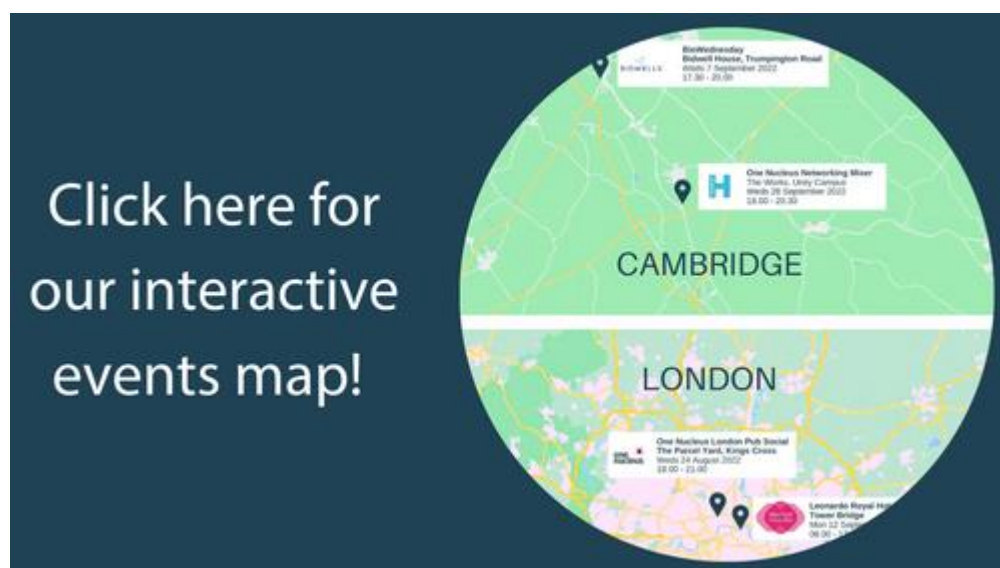 Click here for
our interactive
events map!
BIDWELLS
BioWednesday
Bidwell House, Trumpington Road
Weds 7 September 2022
17.30 - 20.00
One Nucleus Networking Mixer
The Works, Unity Campus
Weds 28 September 2022
18.00 - 20.30
CAMBRIDGE
LONDON
ONE
NUCLEUS
One Nucleus London Pub Social
The Parcel Yard, Kings Cross
Weds 24 August 2022
18:00 - 21:00
Leonardo Royal
Tower Bridge
Mon 12